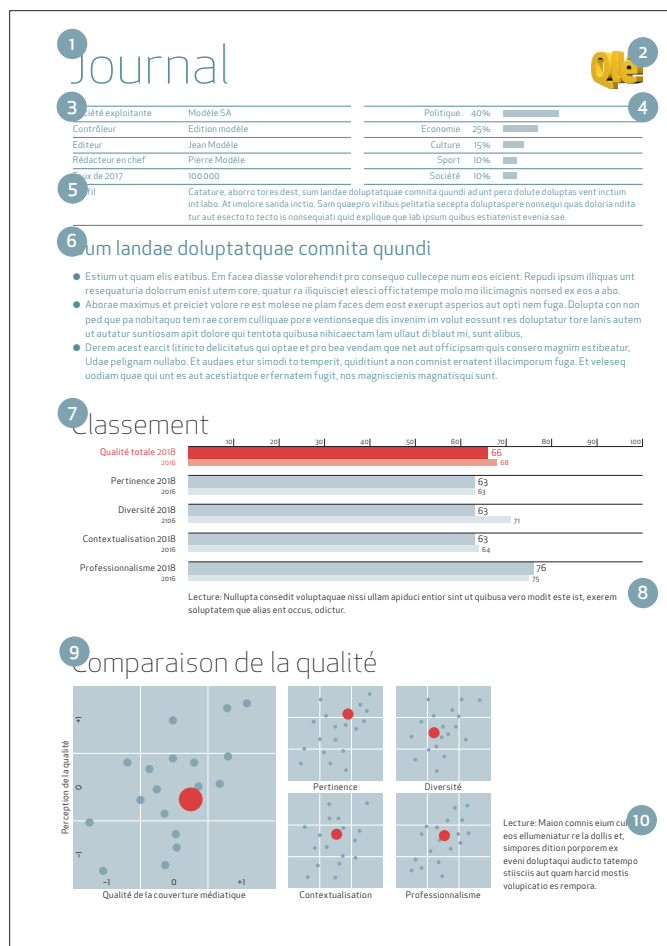 1
Journal
2
Olé
3
4
Société exploitante Modèle SA
Politique 40%
Contrôleur Edition modèle
Economie 25%
Editeur Jean Modèle
Culture 15%
Rédacteur en chef Pierre Modèle
Sport 10%
de 2017 100 000
Société 10%
5
Catature, aborro tores dest, sum landae doluptatquae comnita quundi ad unt pero dolute doluptas vent inctum
int labo. At imolore sanda inctio. Sam quaepro vitibus pelitatia secepta doluptaspere nonsequi quas doloria ndita
tur aut esecto to tecto is nonsequiati quid explique que lab ipsum quibus estiatenist evenia sae.
6
Sum landae doluptatquae comnita quundi
● Estium ut quam elis eatibus. Em facea diasse volorehendit pro consequo cullecepe num eos eicient. Repudi ipsum illiquas unt
resequaturia dolorrum enist utem core, quatur ra iliquisciet elesci offictatempe molo mo ilicimagnis nonsed ex eos a abo.
● Aborae maximus et preiciet volore re est molese ne plam faces dem eost exerupt asperios aut opti nem fuga. Dolupta con non
ped que pa nobitaquo tem rae corem culliquae pore ventionseque dis invenim im volut eossunt res doluptatur tore lanis autem
ut autatur suntiosam apit dolore qui tentota quibusa nihicaectam lam ullaut di blaut mi, sunt alibus,
● Derem acest earcit litincto delicitatus qui optae et pro bea vendam que net aut officipsam quis consero magnim estibeatur,
Udae pelignam nullabo. Et audaes etur simodi to temperit, quiditiunt a non comnist ernatent illacimporum fuga. Et veleseq
uodiam quae qui unt es aut acestiatque erfernatem fugit, nos magniscienis magnatisqui sunt.
7
Classement
10 20 30 40 50 60 70 80 90 100
Qualité totale 2018 66
2016 68
Pertinence 2018 63
2016 63
Diversité 2018 63
2106 71
Contextualisation 2018 63
2016 64
Professionnalisme 2018 76
2016 75
8
Lecture: Nullupta consedit voluptaquae nissi ullam apiduci entior sint ut quibusa vero modit este ist, exerem
soluptatem que alias ent occus, odictur.
9
Comparaison de la qualité
Perception de la qualité
+1
0
−1
−1 0 +1
Qualité de la couverture médiatique
Pertinence
Diversité
Contextualisation
Professionnalisme
10
Lecture: Maion comnis eium
eos ellumeniatur re la dollis et,
simpores dition porporem ex
eveni doluptaqui audicto tatempo
stiisciis aut quam harcid mostis
volupicatio es rempora.